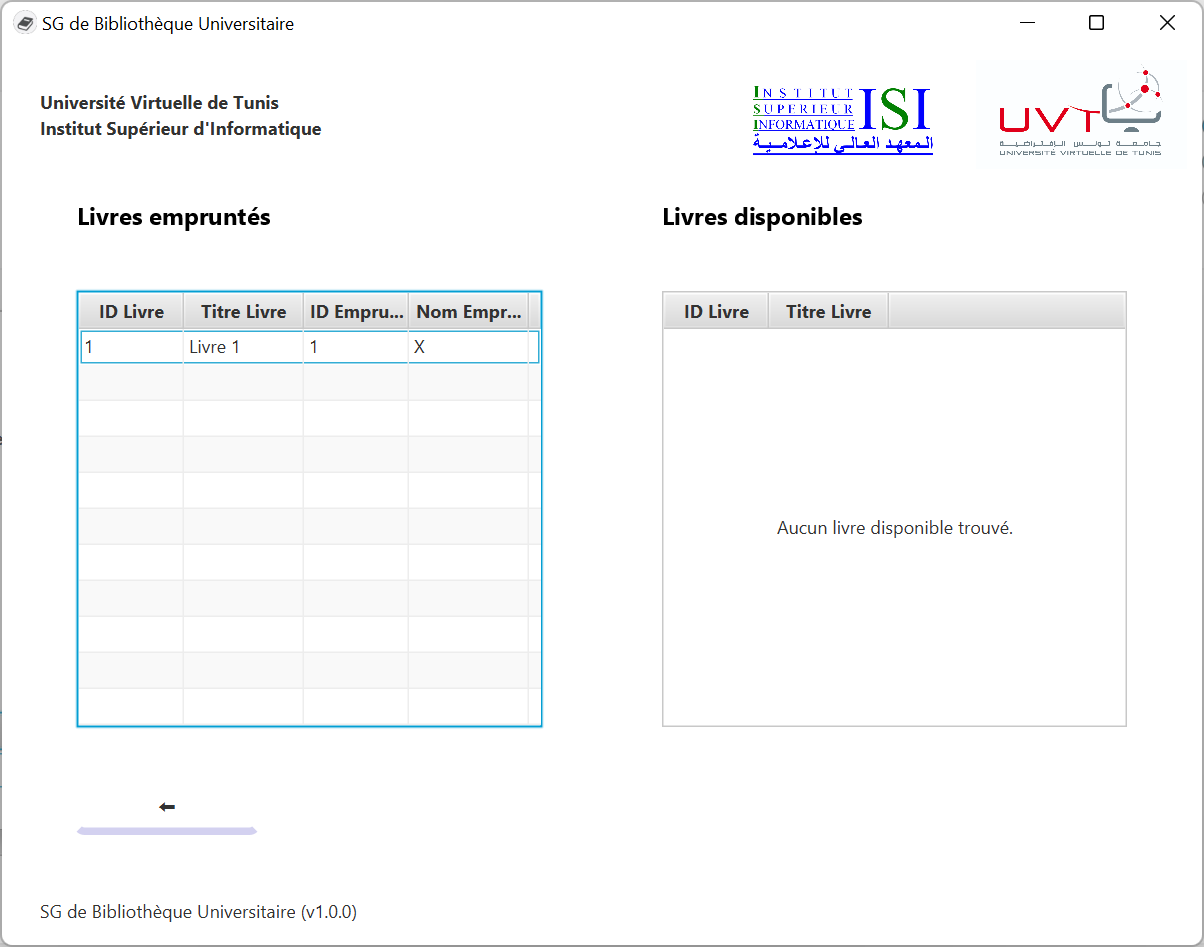 SG de Bibliothèque Universitaire
Université Virtuelle de Tunis
Institut Supérieur d'Informatique
INSTITUT
SUPERIEUR
INFORMATIQUE
ISI
المعهد العالي للإعلامية
UVT
جامعة تونس الإفتراضية
UNIVERSITÉ VIRTUELLE DE TUNIS
Livres empruntés
Livres disponibles
ID Livre Titre Livre ID Empru... Nom Empr...
1 Livre 1 1 X
ID Livre Titre Livre
Aucun livre disponible trouvé.
SG de Bibliothèque Universitaire (v1.0.0)